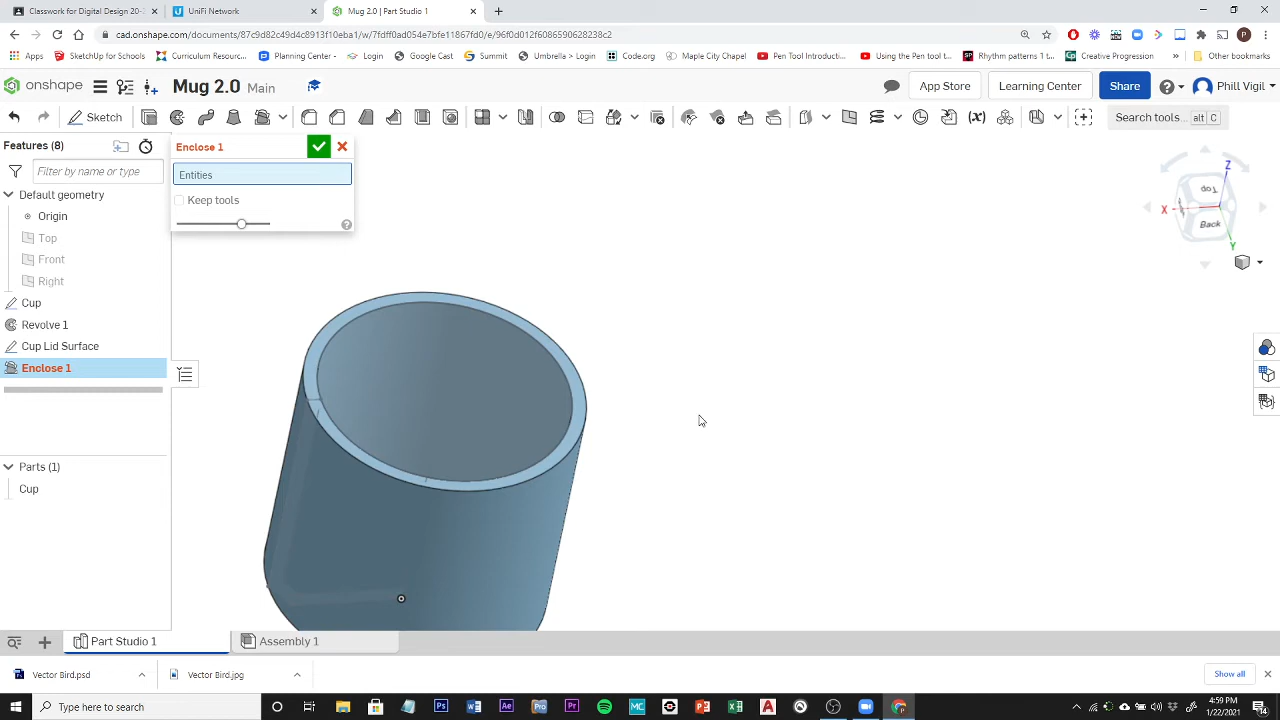 Classwork for Digital Design 20-
UniFi Network
Mug 2.0 | Part Studio 1
cad.onshape.com/documents/87c9d82c49d4c8913f10eba1/w/7fdff0ad054e7bfe11867f60/e/96f0d012f6086590628238c2
Apps
SketchUp for Schools
Curriculum Resourc...
Planning Center
Google Cast
Summit
Umbrella > Login
Code.org
Maple City Chapel
Pen Tool Introductio...
Using the Pen tool t...
Rhythm patterns 1 t...
Creative Progression
Other bookmarks
onshape
Mug 2.0 Main
App Store
Learning Center
Share
Phill Vigil
Sketch
Search tools... alt C
Features (8)
Filter by name or type
Default geometry
Origin
Top
Front
Right
Cup
Revolve 1
Cup Lid Surface
Enclose 1
Parts (1)
Cup
Enclose 1
Entities
Keep tools
Z
Top
X
Back
Y
Part Studio 1
Assembly 1
Vector Bird.psd
Vector Bird.jpg
Show all
Type here to search
4:59 PM
1/22/2021